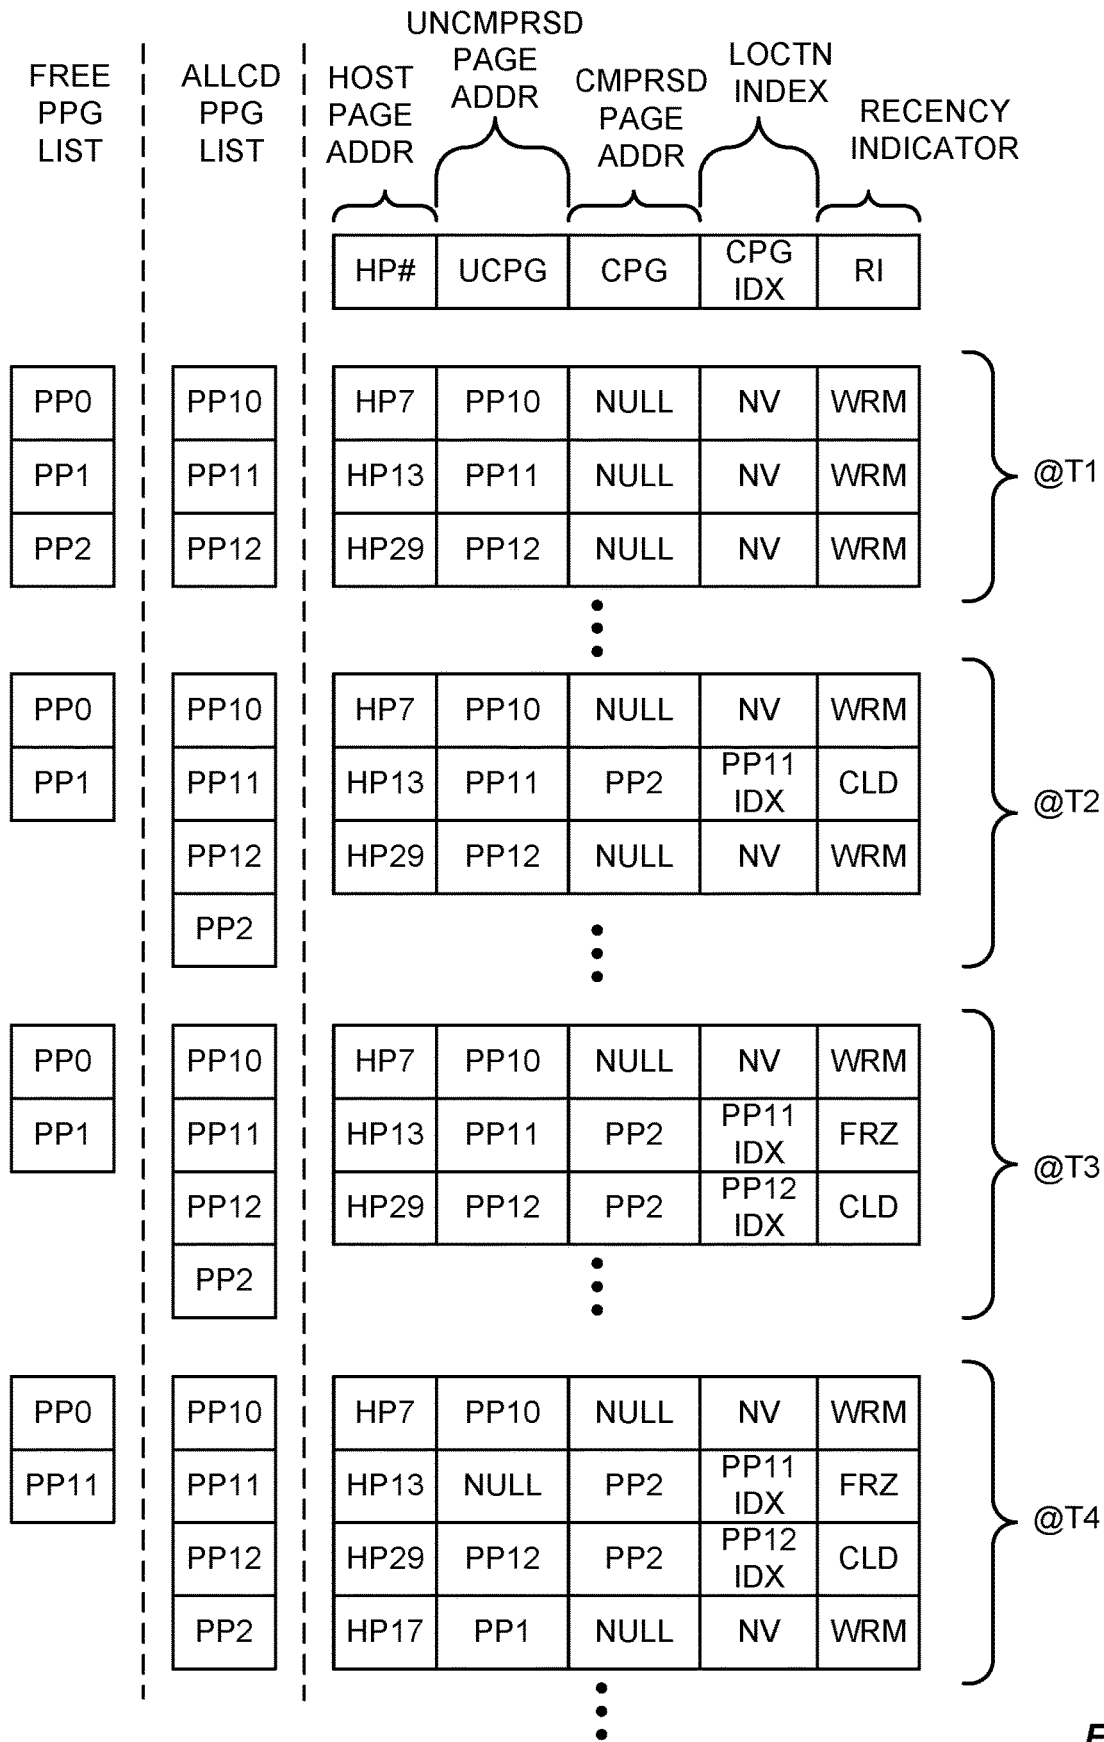 FREE PPG LIST
ALLCD PPG LIST
HOST PAGE ADDR
UNCMPRSD PAGE ADDR
CMPRSD PAGE ADDR
LOCTN INDEX
RECENCY INDICATOR
HP# UCPG CPG CPG IDX RI
PP0 PP10 HP7 PP10 NULL NV WRM
PP1 PP11 HP13 PP11 NULL NV WRM
PP2 PP12 HP29 PP12 NULL NV WRM
@T1
PP0 PP10 HP7 PP10 NULL NV WRM
PP1 PP11 HP13 PP11 PP2 PP11 IDX CLD
PP12 HP29 PP12 NULL NV WRM
PP2
@T2
PP0 PP10 HP7 PP10 NULL NV WRM
PP1 PP11 HP13 PP11 PP2 PP11 IDX FRZ
PP12 HP29 PP12 PP2 PP12 IDX CLD
PP2
@T3
PP0 PP10 HP7 PP10 NULL NV WRM
PP11 PP11 HP13 NULL PP2 PP11 IDX FRZ
PP12 HP29 PP12 PP2 PP12 IDX CLD
PP2 HP17 PP1 NULL NV WRM
@T4